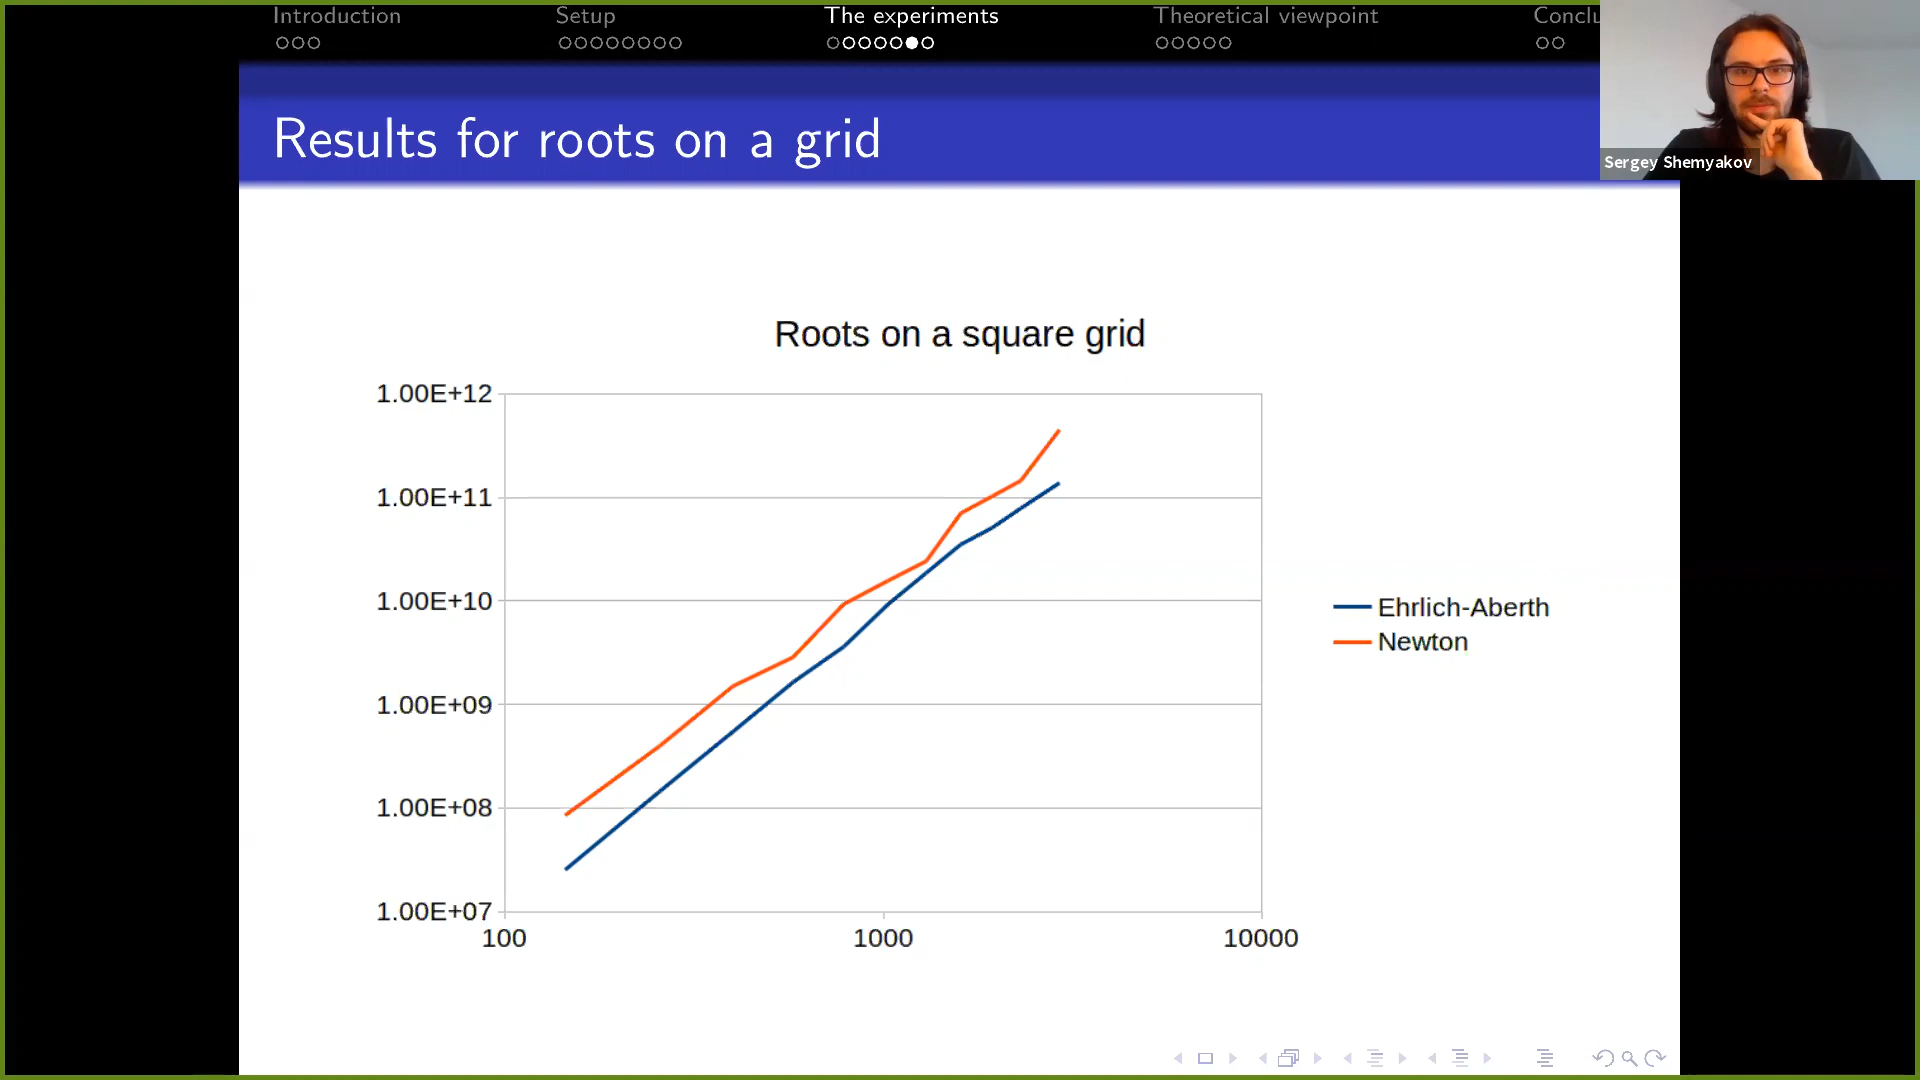 Introduction
Setup
The experiments
Theoretical viewpoint
Conclu
Sergey Shemyakov
Results for roots on a grid
Roots on a square grid
1.00E+12
1.00E+11
1.00E+10
1.00E+09
1.00E+08
1.00E+07
100
1000
10000
Ehrlich-Aberth
Newton